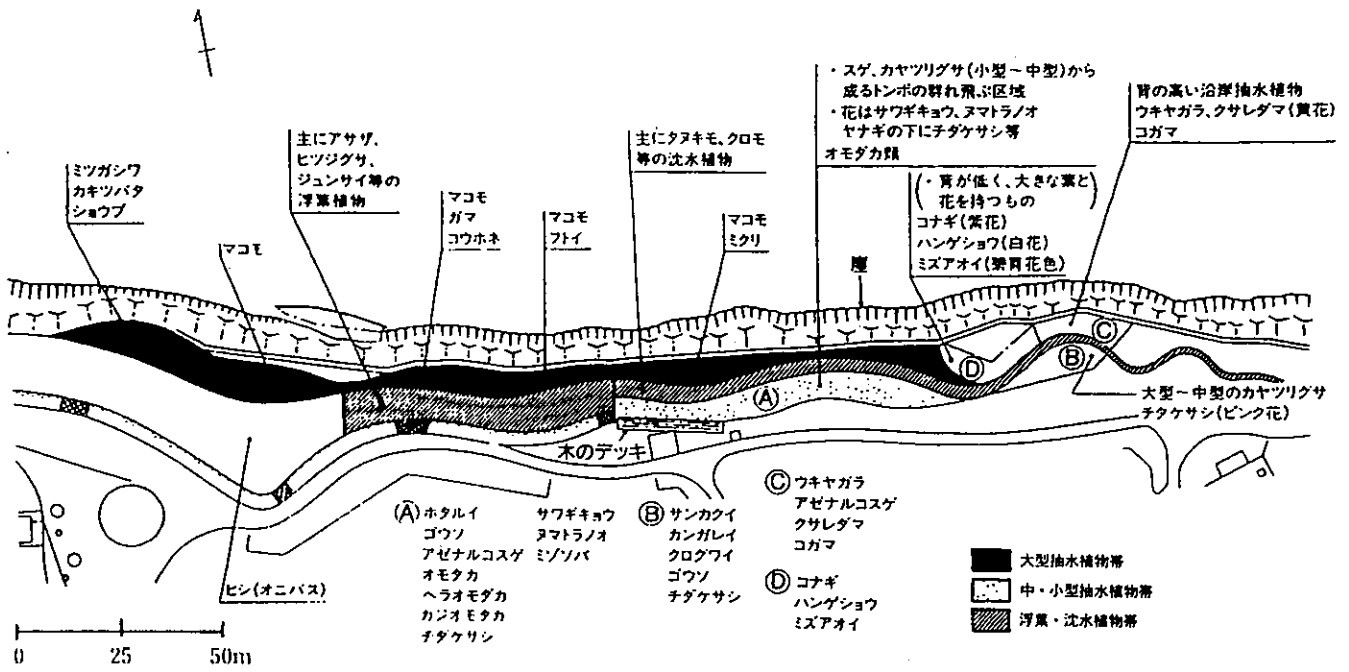 ・スゲ、カヤツリグサ(小型~中型)から
成るトンボの群れ飛ぶ区域
・花はサワギキョウ、ヌマトラノオ
ヤナギの下にチダケサシ等
オモダカ類
背の高い沿岸抽水植物
ウキヤガラ、クサレダマ(黄花)
コガマ
主にアサザ、
ヒツジグサ、
ジュンサイ等の
浮葉植物
主にタヌキモ、クロモ
等の沈水植物
ミツガシワ
カキツバタ
ショウブ
マコモ
ガマ
コウホネ
マコモ
フトイ
マコモ
ミクリ
マコモ
・背が低く、大きな葉と
花を持つもの
コナギ(紫花)
ハンゲショウ(白花)
ミズアオイ(碧青花色)
崖
Ⓐ
Ⓑ
Ⓒ
Ⓓ
大型~中型のカヤツリグサ
チダケサシ(ピンク花)
木のデッキ
ヒシ(オニバス)
Ⓐ ホタルイ
ゴウソ
アゼナルコスゲ
オモダカ
ヘラオモダカ
カジオモダカ
チダケサシ
サワギキョウ
ヌマトラノオ
ミゾソバ
Ⓑ サンカクイ
カンガレイ
クログワイ
ゴウソ
チダケサシ
Ⓒ ウキヤガラ
アゼナルコスゲ
クサレダマ
コガマ
Ⓓ コナギ
ハンゲショウ
ミズアオイ
大型抽水植物帯
中・小型抽水植物帯
浮葉・沈水植物帯
0 25 50m